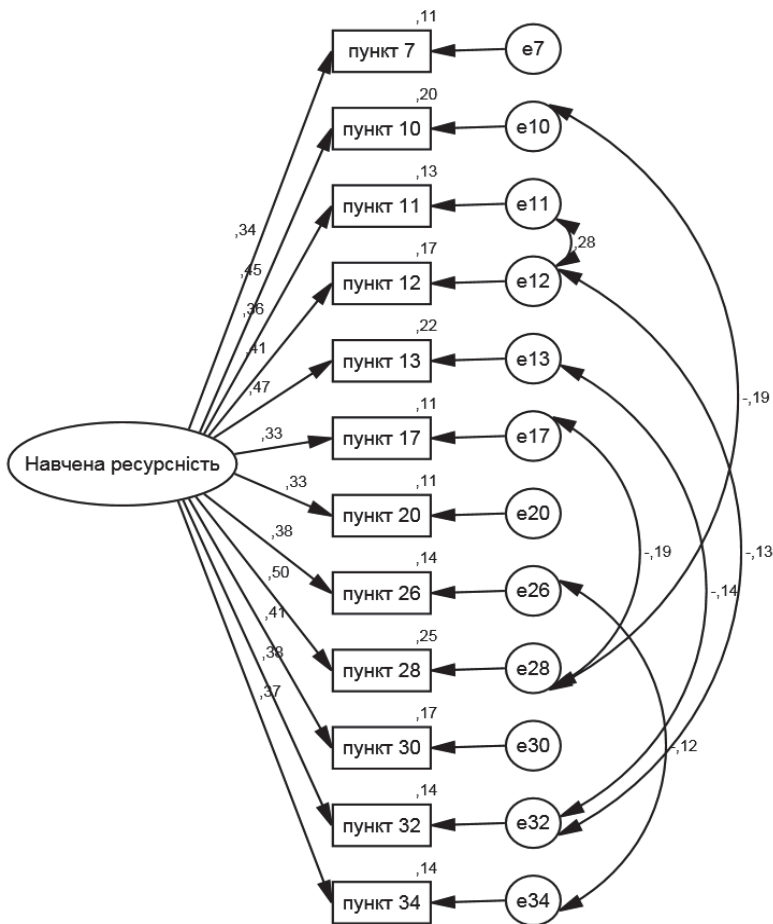 ,11
пункт 7
e7
,20
пункт 10
e10
,13
пункт 11
e11
,34
,28
,17
пункт 12
e12
,45
,36
,22
пункт 13
e13
,41
,47
-,19
,11
пункт 17
e17
,33
Навчена ресурсність
,33
,11
пункт 20
e20
,38
-,19
-,13
,14
пункт 26
e26
,50
-,14
,41
,25
пункт 28
e28
,38
,37
,17
пункт 30
e30
-,12
,14
пункт 32
e32
,14
пункт 34
e34